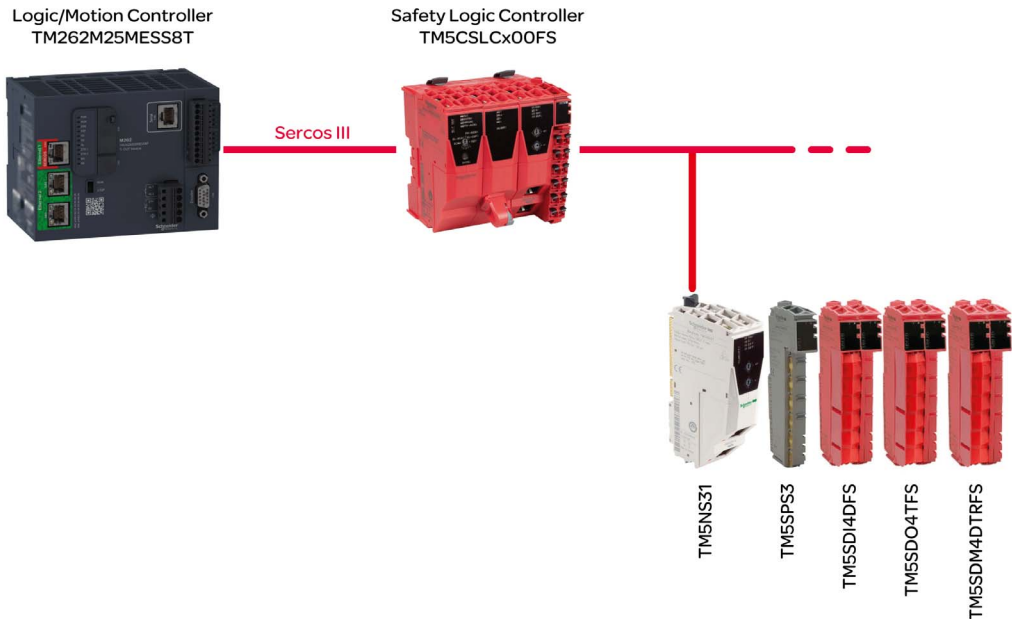 Logic/Motion Controller
TM262M25MESS8T
Safety Logic Controller
TM5CSLCx00FS
Sercos III
TM5NS31
TM5SPS3
TM5SDI4DFS
TM5SDO4TFS
TM5SDM4DTRFS